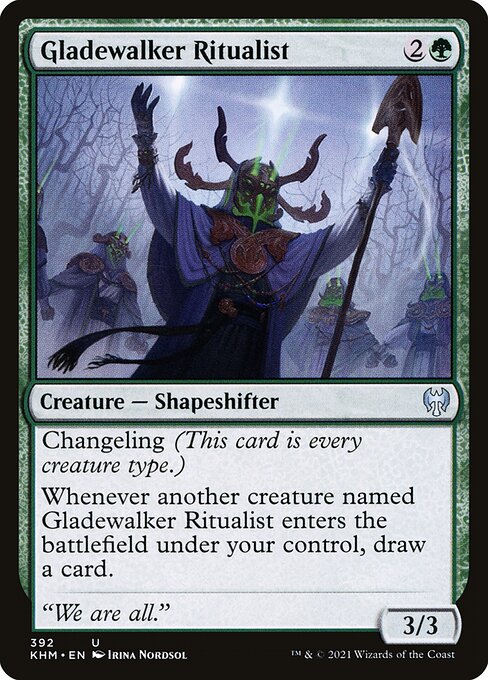 Gladewalker Ritualist 2
Creature — Shapeshifter
Changeling (This card is every
creature type.)
Whenever another creature named
Gladewalker Ritualist enters the
battlefield under your control, draw
a card.
“We are all.”
3/3
392 U
KHM • EN Irina Nordsol
™ & © 2021 Wizards of the Coast